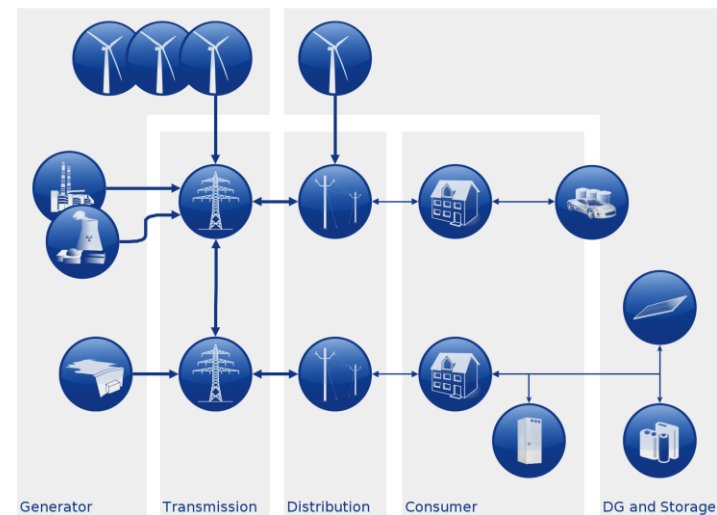 Generator
Transmission
Distribution
Consumer
DG and Storage